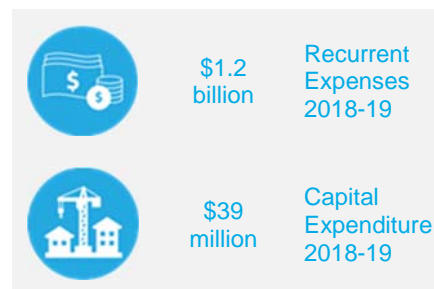 $1.2
billion
Recurrent
Expenses
2018-19
$39
million
Capital
Expenditure
2018-19